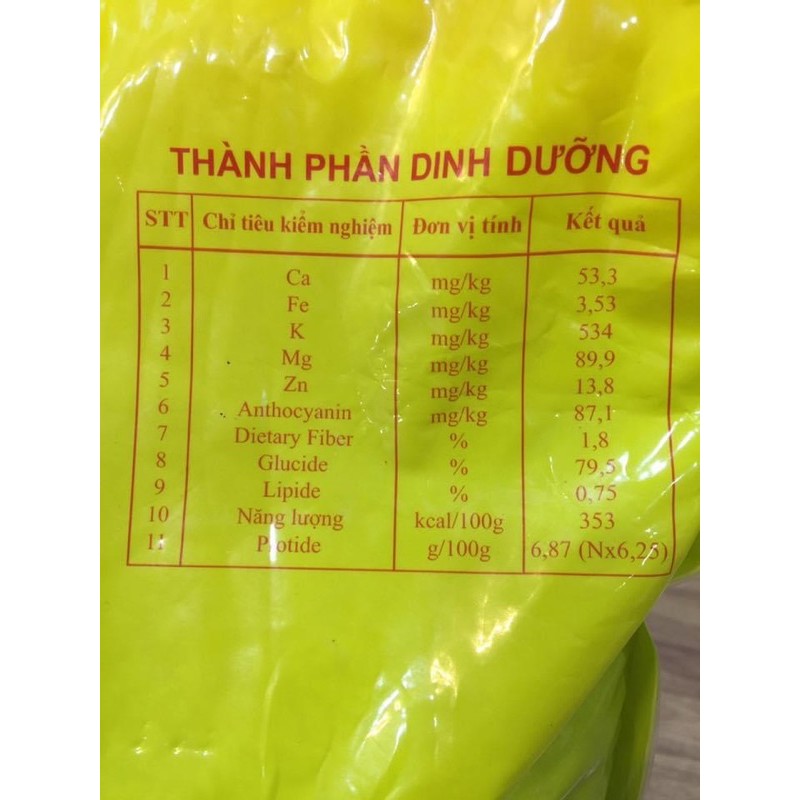 THÀNH PHẦN DINH DƯỠNG
STT Chỉ tiêu kiểm nghiệm Đơn vị tính Kết quả
1 Ca mg/kg 53,3
2 Fe mg/kg 3,53
3 K mg/kg 534
4 Mg mg/kg 89,9
5 Zn mg/kg 13,8
6 Anthocyanin mg/kg 87,1
7 Dietary Fiber % 1,8
8 Glucide % 79,5
9 Lipide % 0,75
10 Năng lượng kcal/100g 353
11 Protide g/100g 6,87 (Nx6,25)